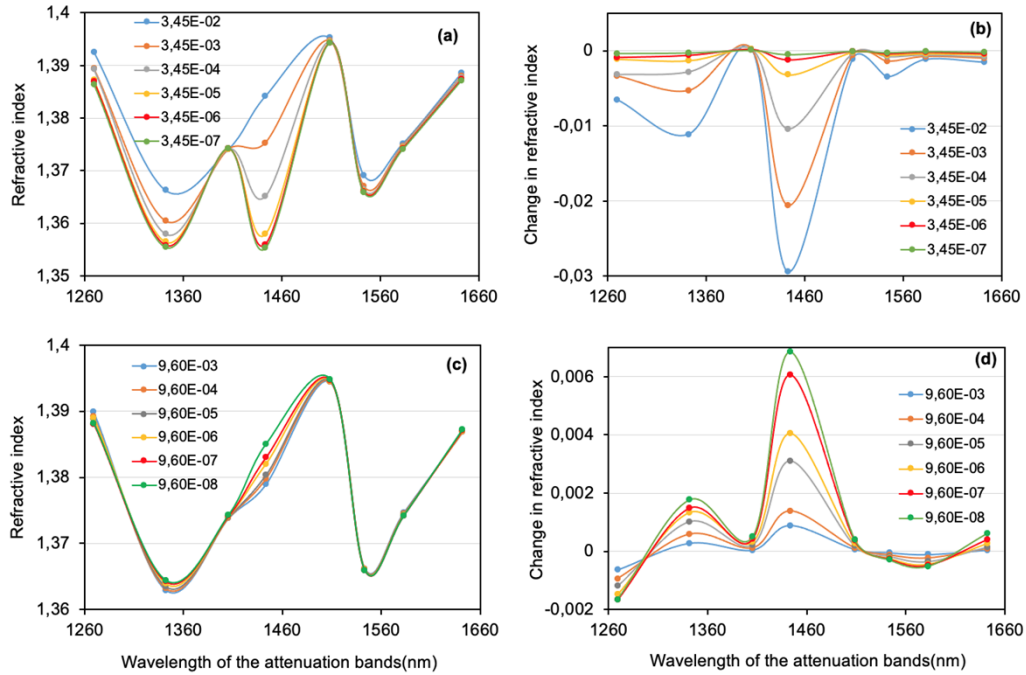 (a)
Refractive index
1,4
1,39
1,38
1,37
1,36
1,35
1260
1360
1460
1560
1660
3,45E-02
3,45E-03
3,45E-04
3,45E-05
3,45E-06
3,45E-07
(b)
Change in refractive index
0
-0,01
-0,02
-0,03
1260
1360
1460
1560
1660
3,45E-02
3,45E-03
3,45E-04
3,45E-05
3,45E-06
3,45E-07
(c)
Refractive index
1,4
1,39
1,38
1,37
1,36
1260
1360
1460
1560
1660
9,60E-03
9,60E-04
9,60E-05
9,60E-06
9,60E-07
9,60E-08
Wavelength of the attenuation bands(nm)
(d)
Change in refractive index
0,006
0,004
0,002
0
-0,002
1260
1360
1460
1560
1660
9,60E-03
9,60E-04
9,60E-05
9,60E-06
9,60E-07
9,60E-08
Wavelength of the attenuation bands(nm)